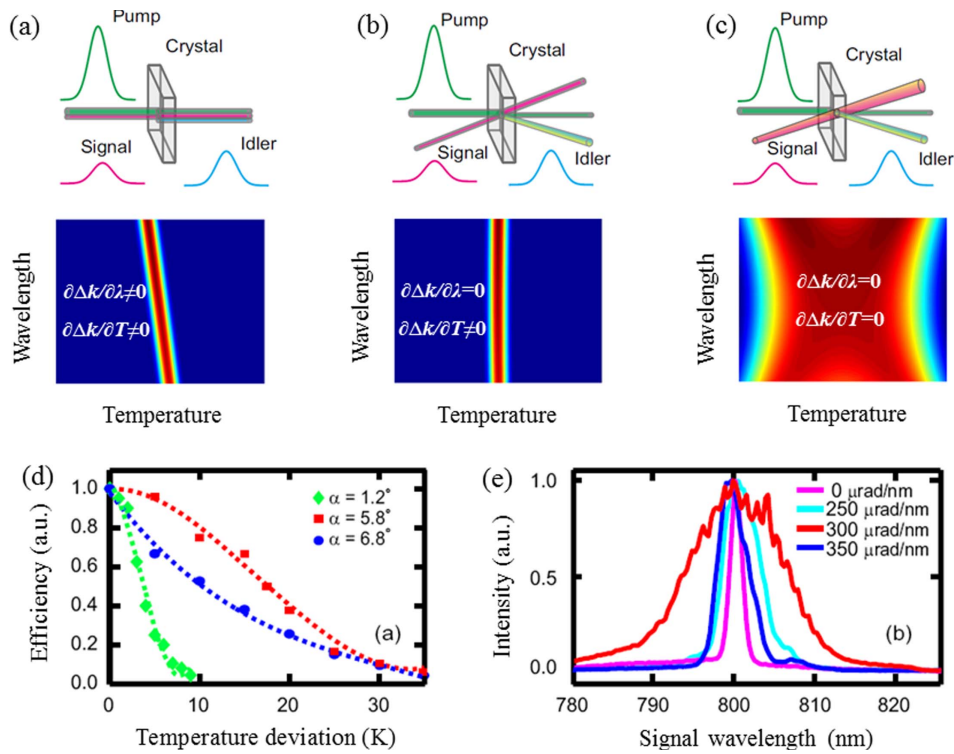 (a)
Pump
Crystal
Signal
Idler
Wavelength
∂Δk/∂λ≠0
∂Δk/∂T≠0
Temperature
(b)
Pump
Crystal
Signal
Idler
Wavelength
∂Δk/∂λ=0
∂Δk/∂T≠0
Temperature
(c)
Pump
Crystal
Signal
Idler
Wavelength
∂Δk/∂λ=0
∂Δk/∂T=0
Temperature
(d)
Efficiency (a.u.)
1.0
0.8
0.6
0.4
0.2
0.0
α = 1.2°
α = 5.8°
α = 6.8°
(a)
0 10 20 30
Temperature deviation (K)
(e)
Intensity (a.u.)
1.0
0.5
0.0
0 μrad/nm
250 μrad/nm
300 μrad/nm
350 μrad/nm
(b)
780 790 800 810 820
Signal wavelength (nm)